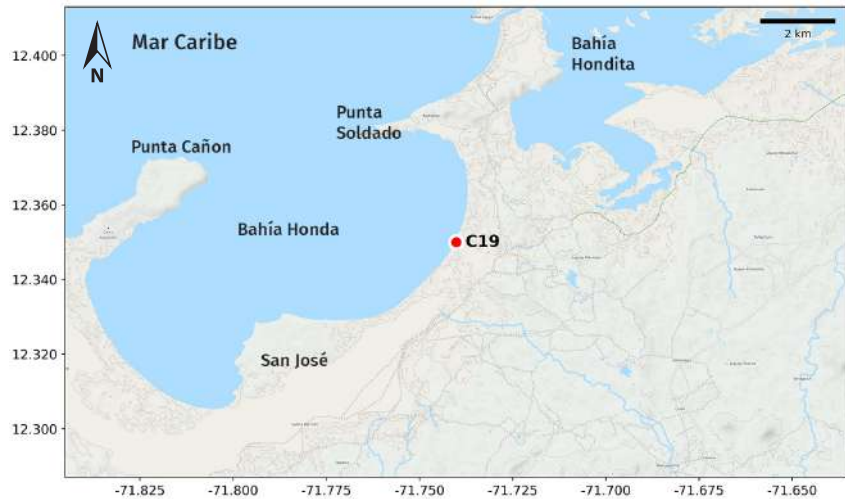 12.400
12.380
12.360
12.340
12.320
12.300
N
Mar Caribe
Bahía
Hondita
2 km
Punta
Soldado
Punta Cañon
Bahía Honda
C19
San José
-71.825
-71.800
-71.775
-71.750
-71.725
-71.700
-71.675
-71.650